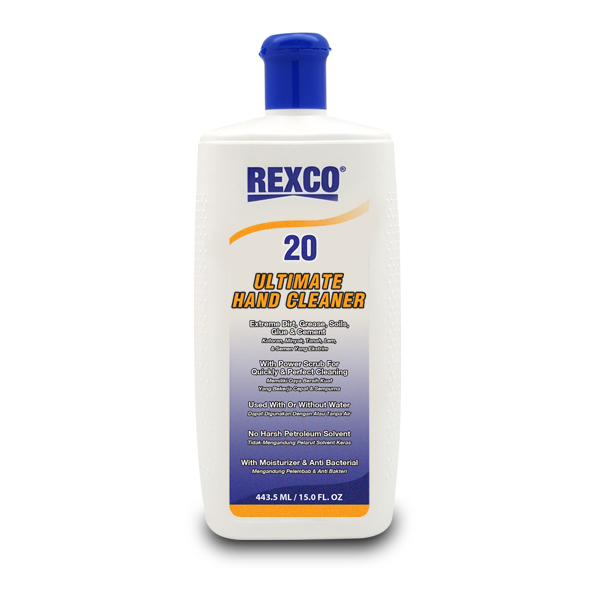 REXCO®
20
ULTIMATE
HAND CLEANER
Extreme Dirt, Grease, Soils,
Glue & Cement
Kotoran, Minyak, Tanah, Lem,
& Semen Yang Ekstrim
With Power Scrub For
Quickly & Perfect Cleaning
Memiliki Daya Bersih Kuat
Yang Bekerja Cepat & Sempurna
Used With Or Without Water
Dapat Digunakan Dengan Atau Tanpa Air
No Harsh Petroleum Solvent
Tidak Mengandung Pelarut Solvent Keras
With Moisturizer & Anti Bacterial
Mengandung Pelembab & Anti Bakteri
443.5 ML / 15.0 FL. OZ